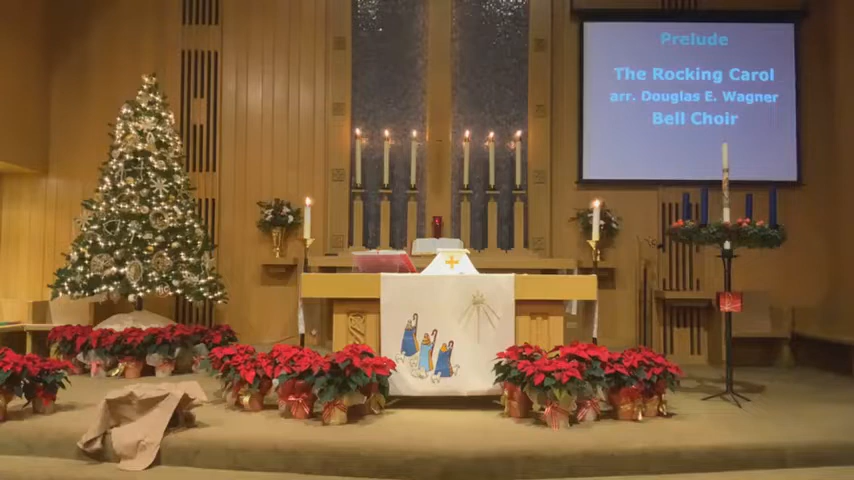 Prelude
The Rocking Carol
arr. Douglas E. Wagner
Bell Choir